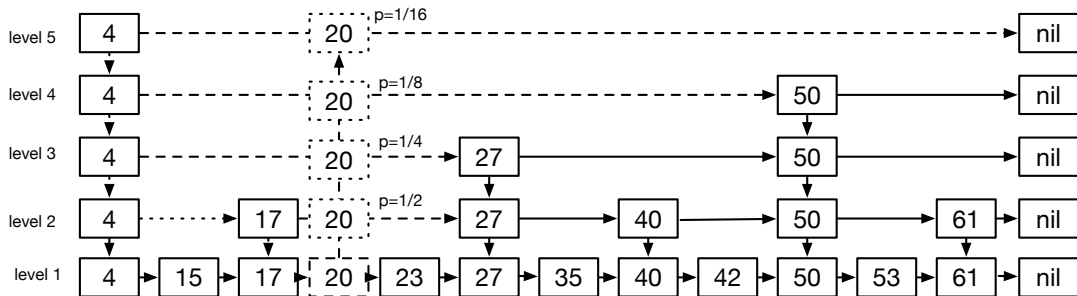 level 5 4 20 p=1/16 nil
level 4 4 20 p=1/8 50 nil
level 3 4 20 p=1/4 27 50 nil
level 2 4 17 20 p=1/2 27 40 50 61 nil
level 1 4 15 17 20 23 27 35 40 42 50 53 61 nil